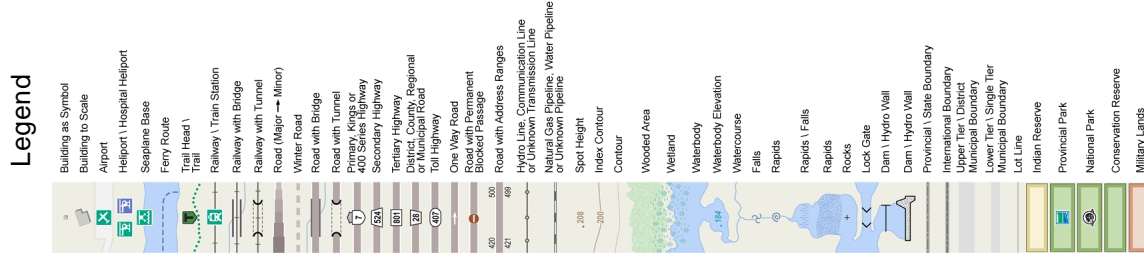 Legend
Building as Symbol
Building to Scale
Airport
Heliport \ Hospital Heliport
Seaplane Base
Ferry Route
Trail Head \
Trail
Railway \ Train Station
Railway with Bridge
Railway with Tunnel
Road (Major → Minor)
Winter Road
Road with Bridge
Road with Tunnel
Primary, Kings or
400 Series Highway
7
Secondary Highway
524
Tertiary Highway
801
District, County, Regional
or Municipal Road
28
Toll Highway
407
One Way Road
Road with Permanent
Blocked Passage
Road with Address Ranges
420 500
421 499
Hydro Line, Communication Line
or Unknown Transmission Line
Natural Gas Pipeline, Water Pipeline
or Unknown Pipeline
Spot Height
.208
Index Contour
200
Contour
Wooded Area
Wetland
Waterbody
Waterbody Elevation
.184
Watercourse
Falls
Rapids
Rapids \ Falls
Rapids
Rocks
Lock Gate
Dam \ Hydro Wall
Dam \ Hydro Wall
Provincial \ State Boundary
International Boundary
Upper Tier \ District
Municipal Boundary
Lower Tier \ Single Tier
Municipal Boundary
Lot Line
Indian Reserve
Provincial Park
National Park
Conservation Reserve
Military Lands